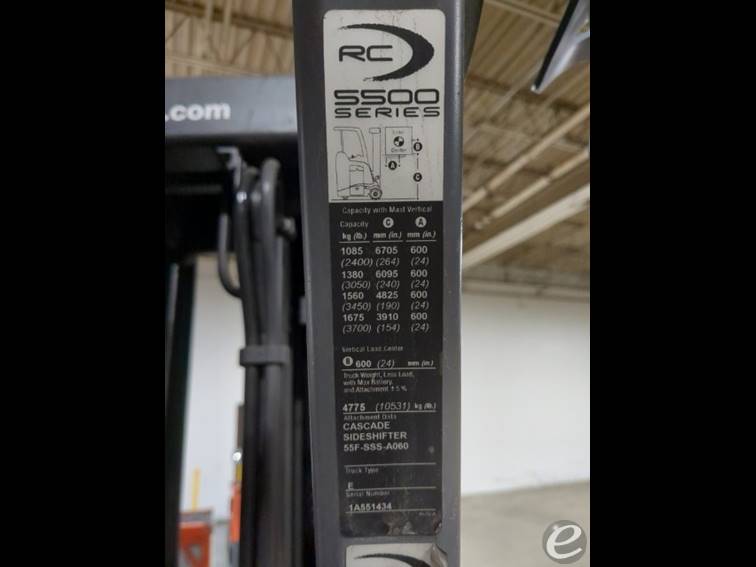 .com
RC
5500
SERIES
Load
Center
B
A
C
Capacity with Mast Vertical
Capacity C A
kg (lb.) mm (in.) mm (in.)
1085 6705 600
(2400) (264) (24)
1380 6095 600
(3050) (240) (24)
1560 4825 600
(3450) (190) (24)
1675 3910 600
(3700) (154) (24)
Vertical Load Center
B 600 (24) mm (in.)
Truck Weight, Less Load,
with Max Battery,
and Attachment ± 5 %
4775 (10531) kg (lb.)
Attachment Data
CASCADE
SIDESHIFTER
55F-SSS-A060
Truck Type
E
Serial Number
1A551434
RC
e